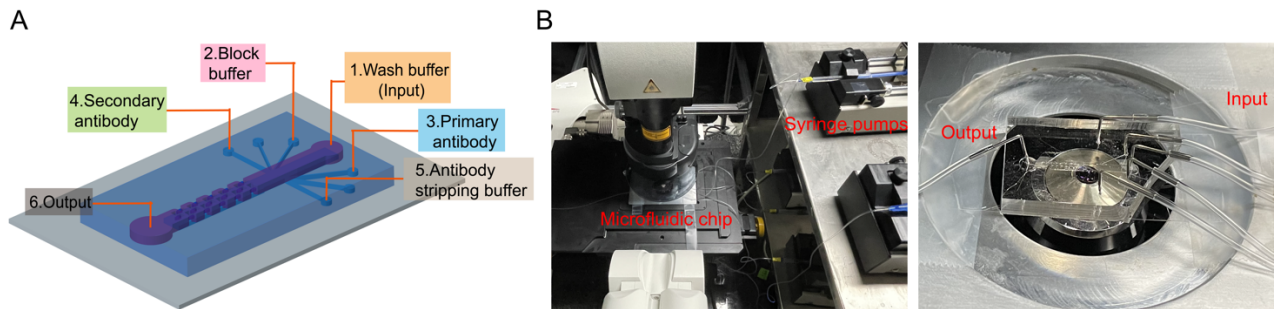 A
2.Block
buffer
1.Wash buffer
(Input)
4.Secondary
antibody
3.Primary
antibody
5.Antibody
stripping buffer
6.Output
B
Syringe pumps
Microfluidic chip
Input
Output